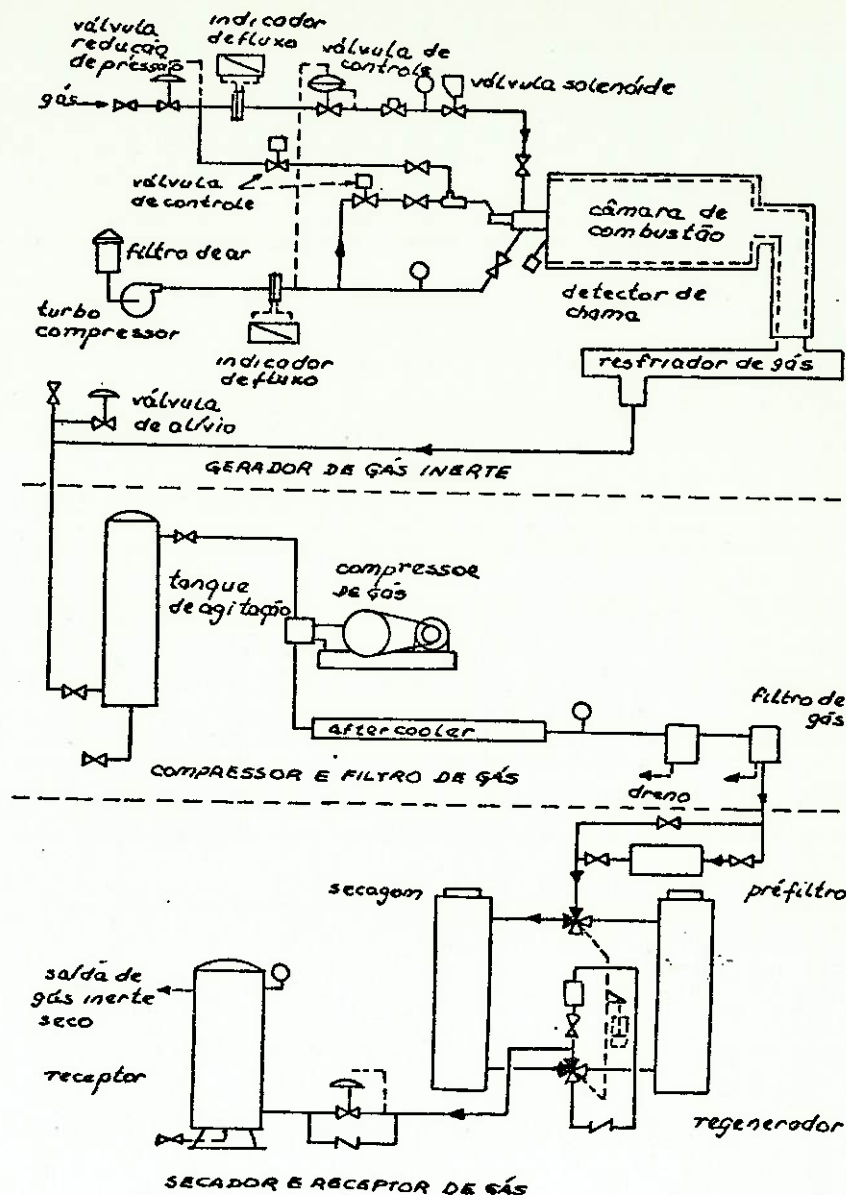 válvula
redução
de pressão
indicador
de fluxo
válvula de
controle
válvula solenóide
gás
válvula
de controle
câmara de
combustão
filtro de ar
turbo
compressor
indicador
de fluxo
detector de
chama
resfriador de gás
válvula
de alívio
GERADOR DE GÁS INERTE
tanque
de agitação
compressor
DE GÁS
filtro de
gás
aftercooler
dreno
COMPRESSOR E FILTRO DE GÁS
secagem
préfiltro
saída de
gás inerte
seco
receptor
regenerador
SECADOR E RECEPTOR DE GÁS